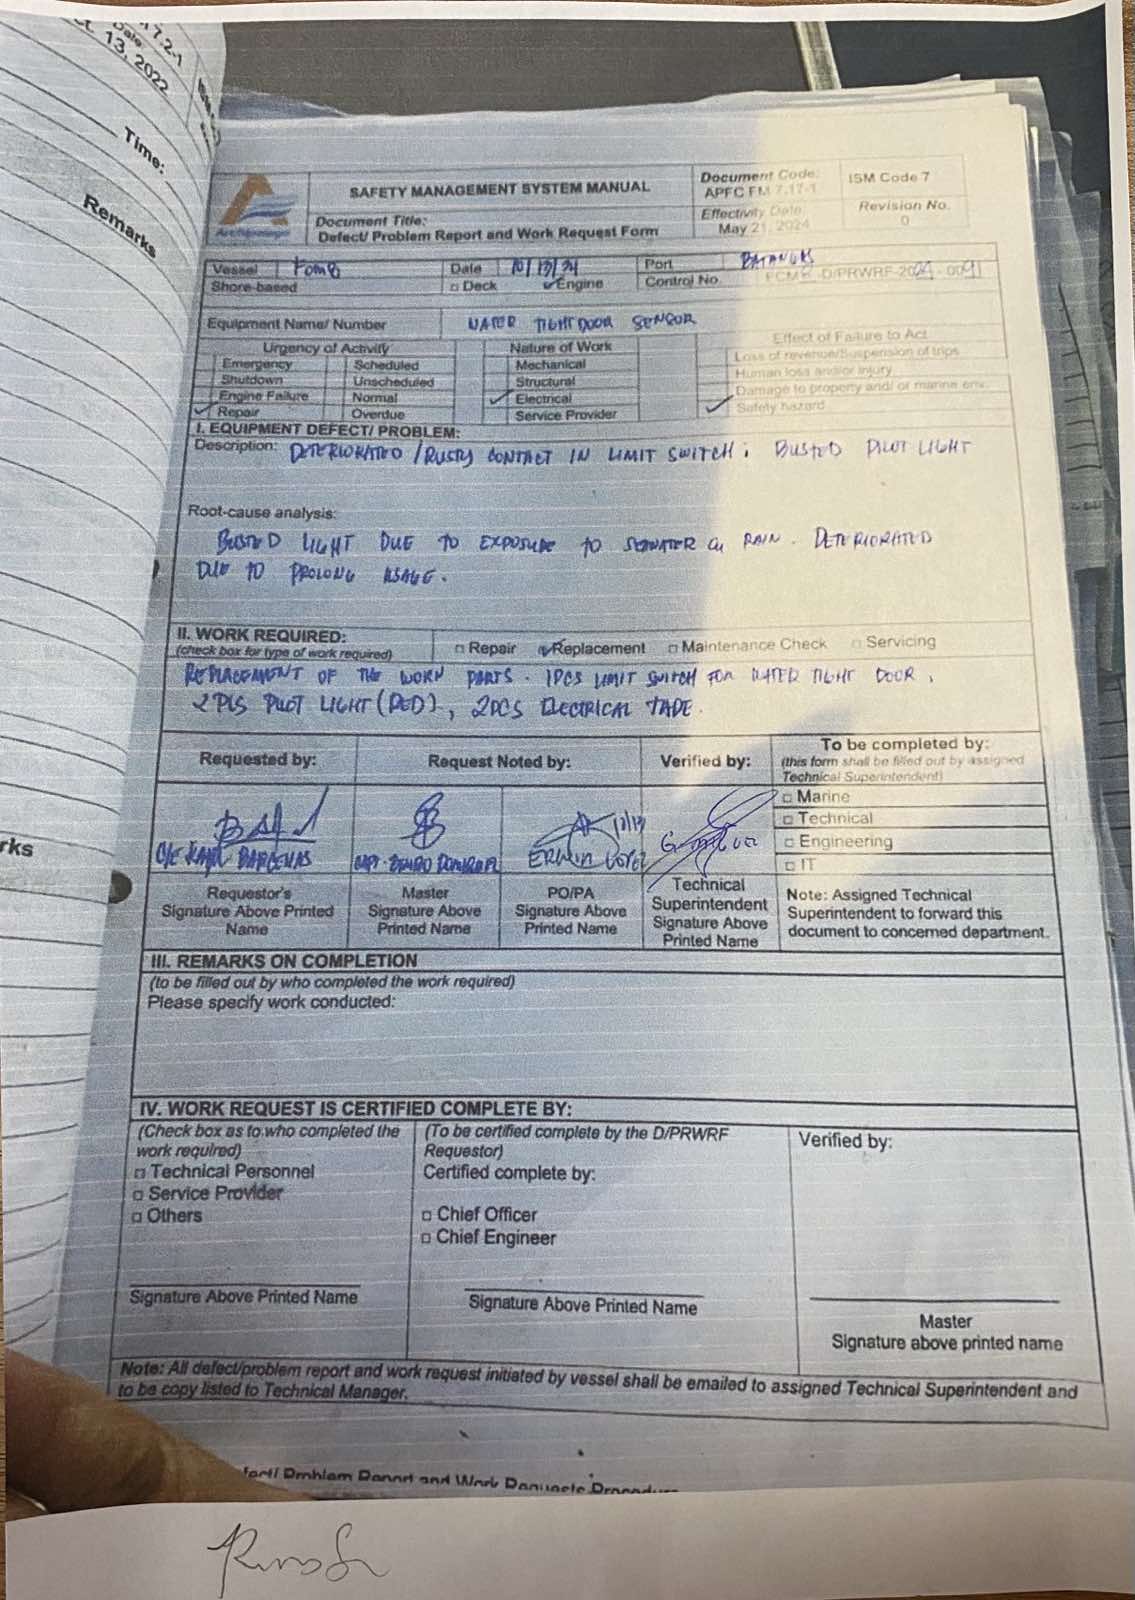 7.2-1
Date:
13, 2022
Time:
Remarks
rks
SAFETY MANAGEMENT SYSTEM MANUAL
Document Title:
Defect/ Problem Report and Work Request Form
Document Code:
APFC FM 7.17-1
Effectivity Date
May 21, 2024
ISM Code 7
Revision No.
0
Vessel FCM8 Date 10/13/24 Port BATANGAS
Shore-based □ Deck Engine Control No. FCM8-D/PRWRF-2024-0091
Equipment Name/ Number WATER TIGHT DOOR SENSOR
Urgency of Activity Nature of Work Effect of Failure to Act
Emergency Scheduled Mechanical Loss of revenue/Suspension of trips
Shutdown Unscheduled Structural Human loss and/or injury
Engine Failure Normal ✓ Electrical Damage to property and/ or marine env.
✓ Repair Overdue Service Provider ✓ Safety hazard
I. EQUIPMENT DEFECT/ PROBLEM:
Description: DETERIORATED / RUSTY CONTACT IN LIMIT SWITCH; BUSTED PILOT LIGHT
Root-cause analysis:
BUSTED LIGHT DUE TO EXPOSURE TO SEAWATER RAIN. DETERIORATED
DUE TO PROLONG USAGE.
II. WORK REQUIRED:
(check box for type of work required)
□ Repair Replacement □ Maintenance Check □ Servicing
REPLACEMENT OF THE WORN PARTS. 1PCS LIMIT SWITCH FOR WATER TIGHT DOOR,
2 PCS PILOT LIGHT (RED), 2PCS ELECTRICAL TAPE.
Requested by: Request Noted by: Verified by:
To be completed by:
(this form shall be filled out by assigned
Technical Superintendent)
□ Marine
□ Technical
□ Engineering
□ IT
C/E KARL BARCENAS
ERWIN
Requestor's
Signature Above Printed
Name
Master
Signature Above
Printed Name
PO/PA
Signature Above
Printed Name
Technical
Superintendent
Signature Above
Printed Name
Note: Assigned Technical
Superintendent to forward this
document to concerned department.
III. REMARKS ON COMPLETION
(to be filled out by who completed the work required)
Please specify work conducted:
IV. WORK REQUEST IS CERTIFIED COMPLETE BY:
(Check box as to who completed the
work required)
□ Technical Personnel
□ Service Provider
□ Others
Signature Above Printed Name
(To be certified complete by the D/PRWRF
Requestor)
Certified complete by:
□ Chief Officer
□ Chief Engineer
Signature Above Printed Name
Verified by:
Master
Signature above printed name
Note: All defect/problem report and work request initiated by vessel shall be emailed to assigned Technical Superintendent and
to be copy listed to Technical Manager.
Problem Report and Work Requests Procedure